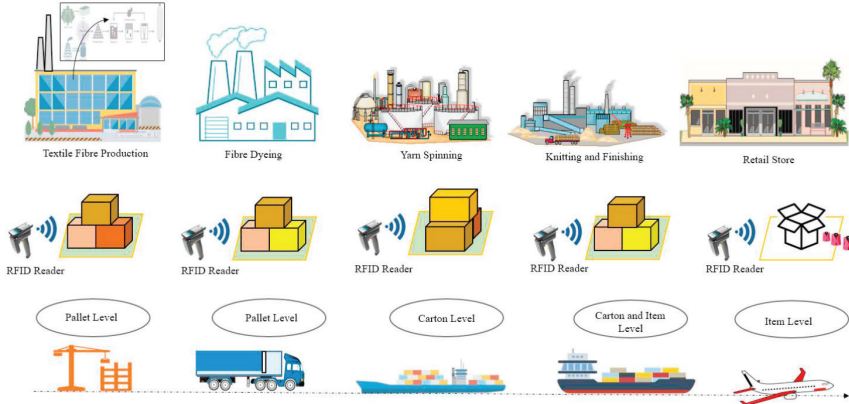 Textile Fibre Production
Fibre Dyeing
Yarn Spinning
Knitting and Finishing
Retail Store
RFID Reader
RFID Reader
RFID Reader
RFID Reader
RFID Reader
Pallet Level
Pallet Level
Carton Level
Carton and Item
Level
Item Level